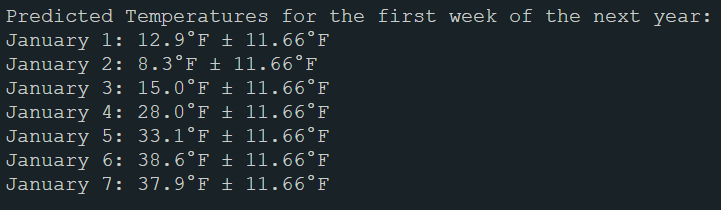 Predicted Temperatures for the first week of the next year:
January 1: 12.9°F ± 11.66°F
January 2: 8.3°F ± 11.66°F
January 3: 15.0°F ± 11.66°F
January 4: 28.0°F ± 11.66°F
January 5: 33.1°F ± 11.66°F
January 6: 38.6°F ± 11.66°F
January 7: 37.9°F ± 11.66°F